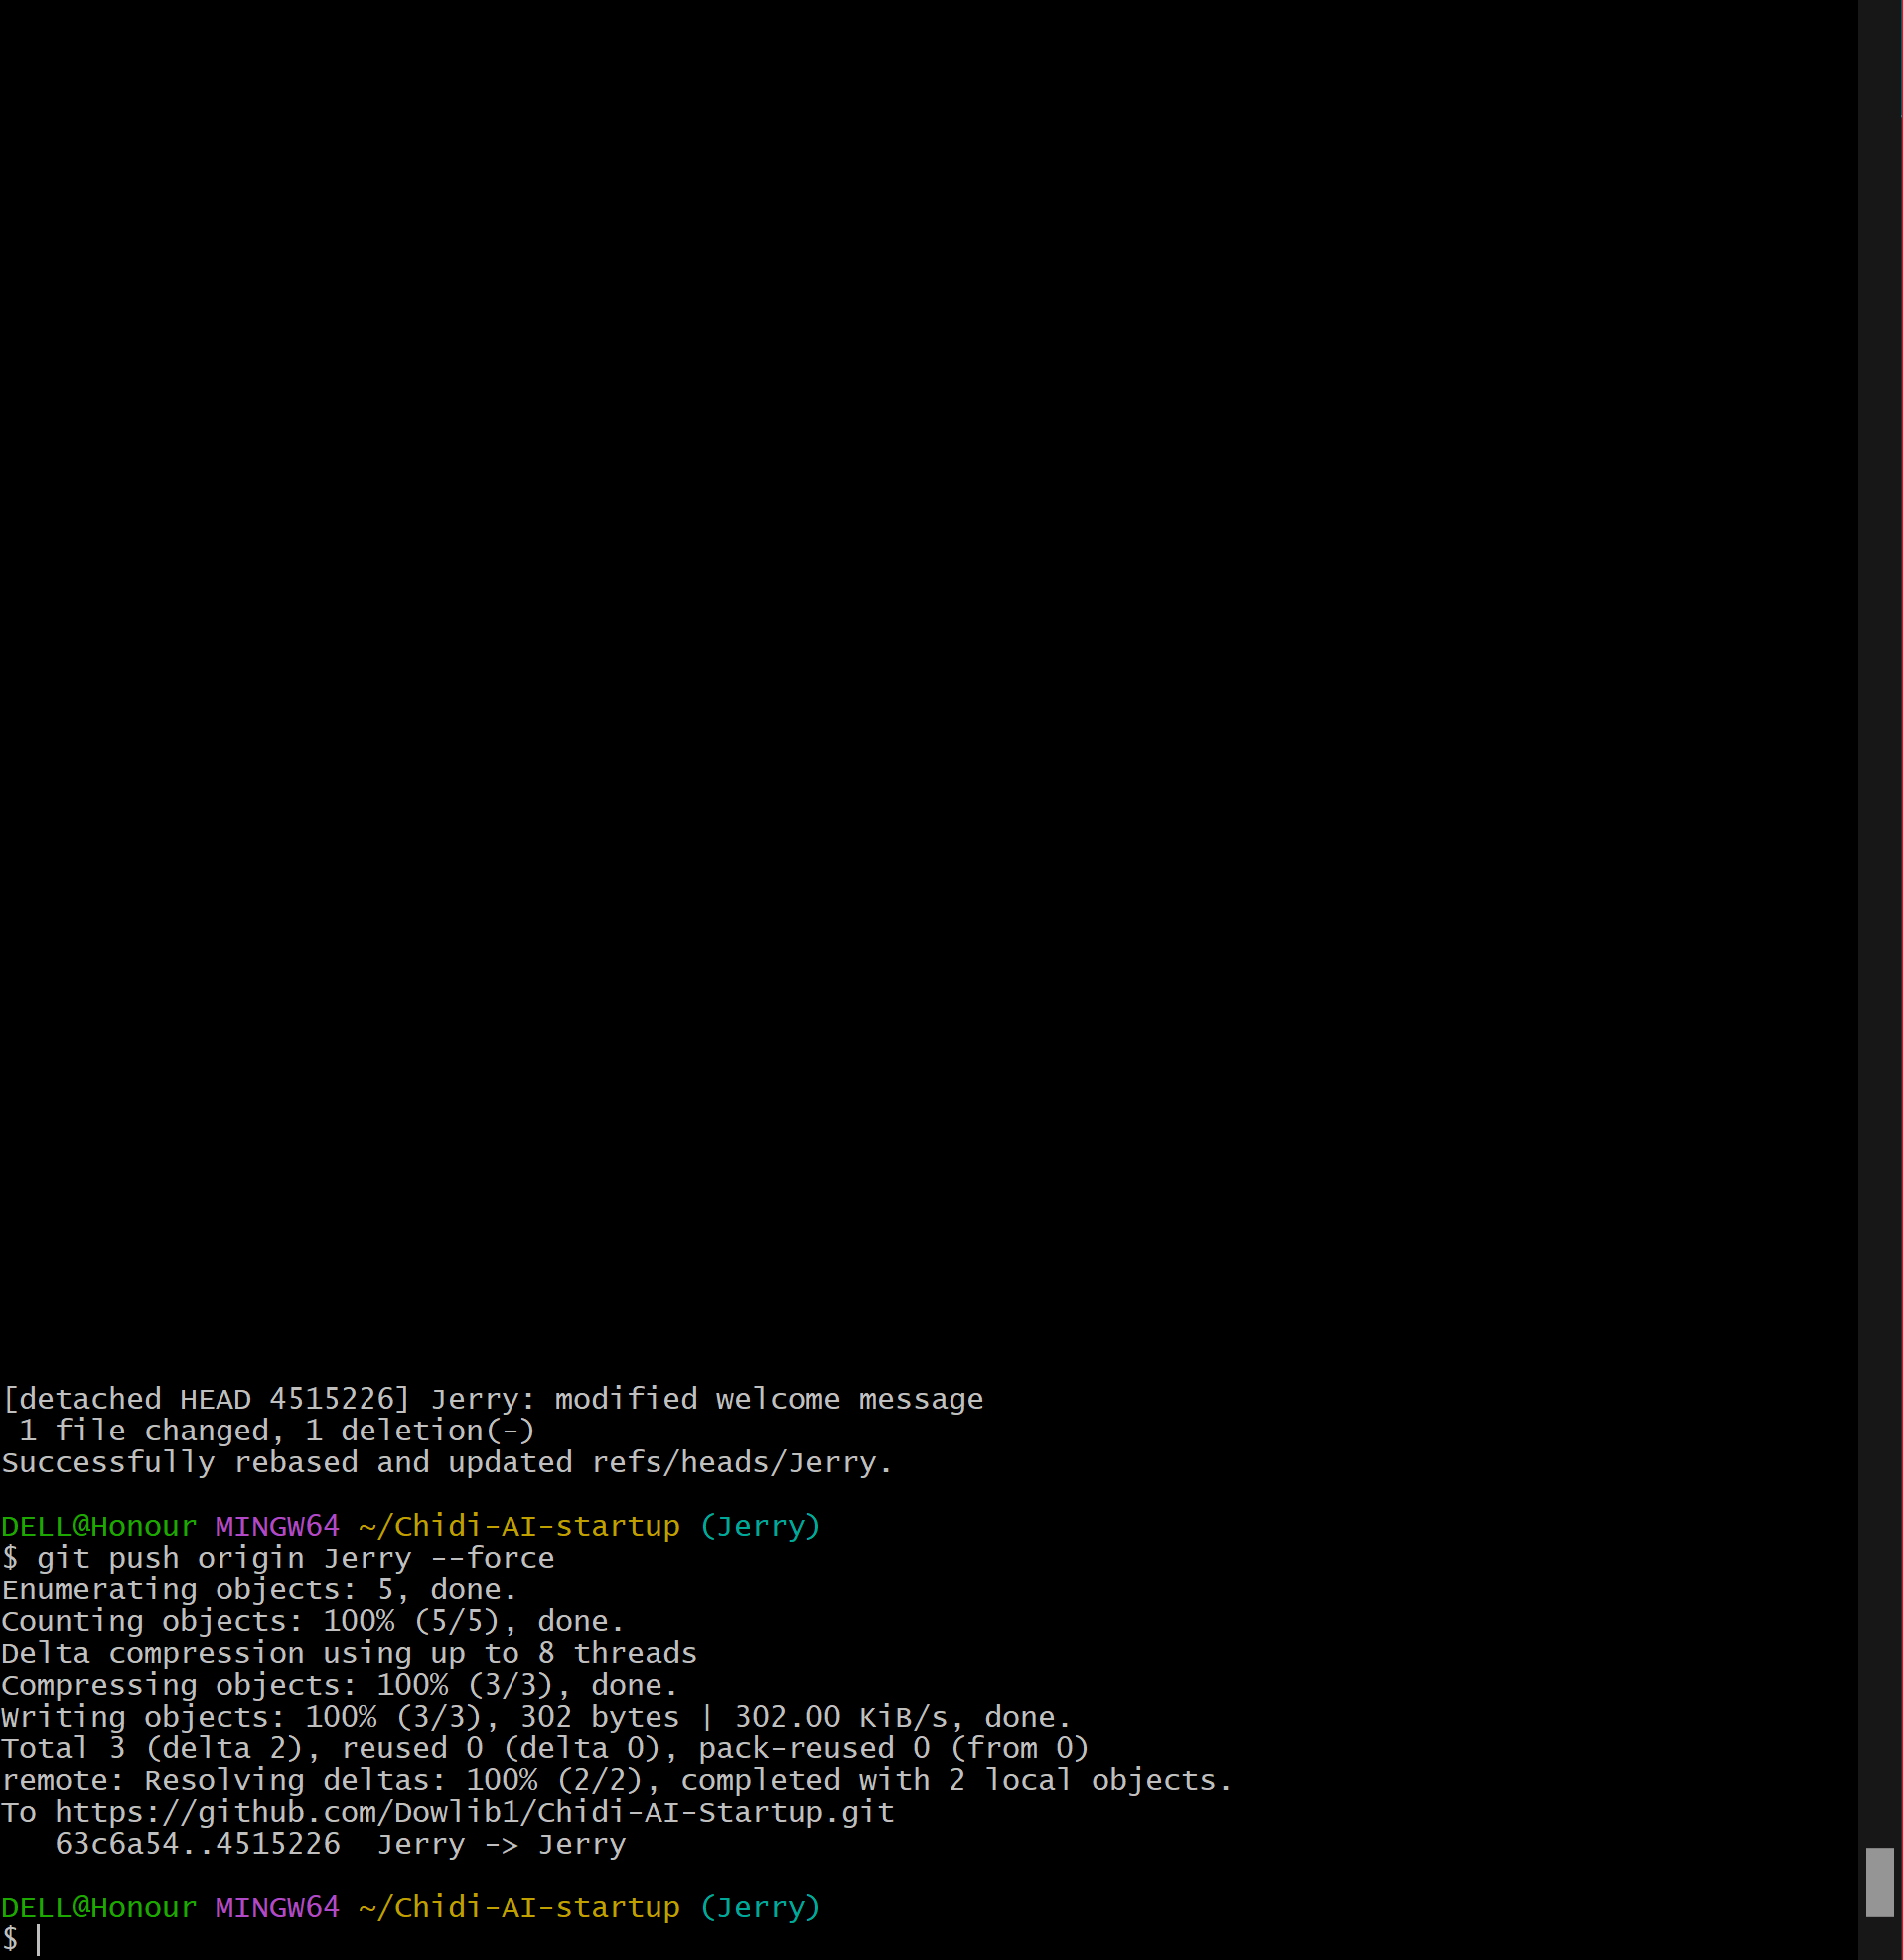 [detached HEAD 4515226] Jerry: modified welcome message
 1 file changed, 1 deletion(-)
Successfully rebased and updated refs/heads/Jerry.
DELL@Honour MINGW64 ~/Chidi-AI-startup (Jerry)
$ git push origin Jerry --force
Enumerating objects: 5, done.
Counting objects: 100% (5/5), done.
Delta compression using up to 8 threads
Compressing objects: 100% (3/3), done.
Writing objects: 100% (3/3), 302 bytes | 302.00 KiB/s, done.
Total 3 (delta 2), reused 0 (delta 0), pack-reused 0 (from 0)
remote: Resolving deltas: 100% (2/2), completed with 2 local objects.
To https://github.com/Dowlib1/Chidi-AI-Startup.git
   63c6a54..4515226  Jerry -> Jerry
DELL@Honour MINGW64 ~/Chidi-AI-startup (Jerry)
$